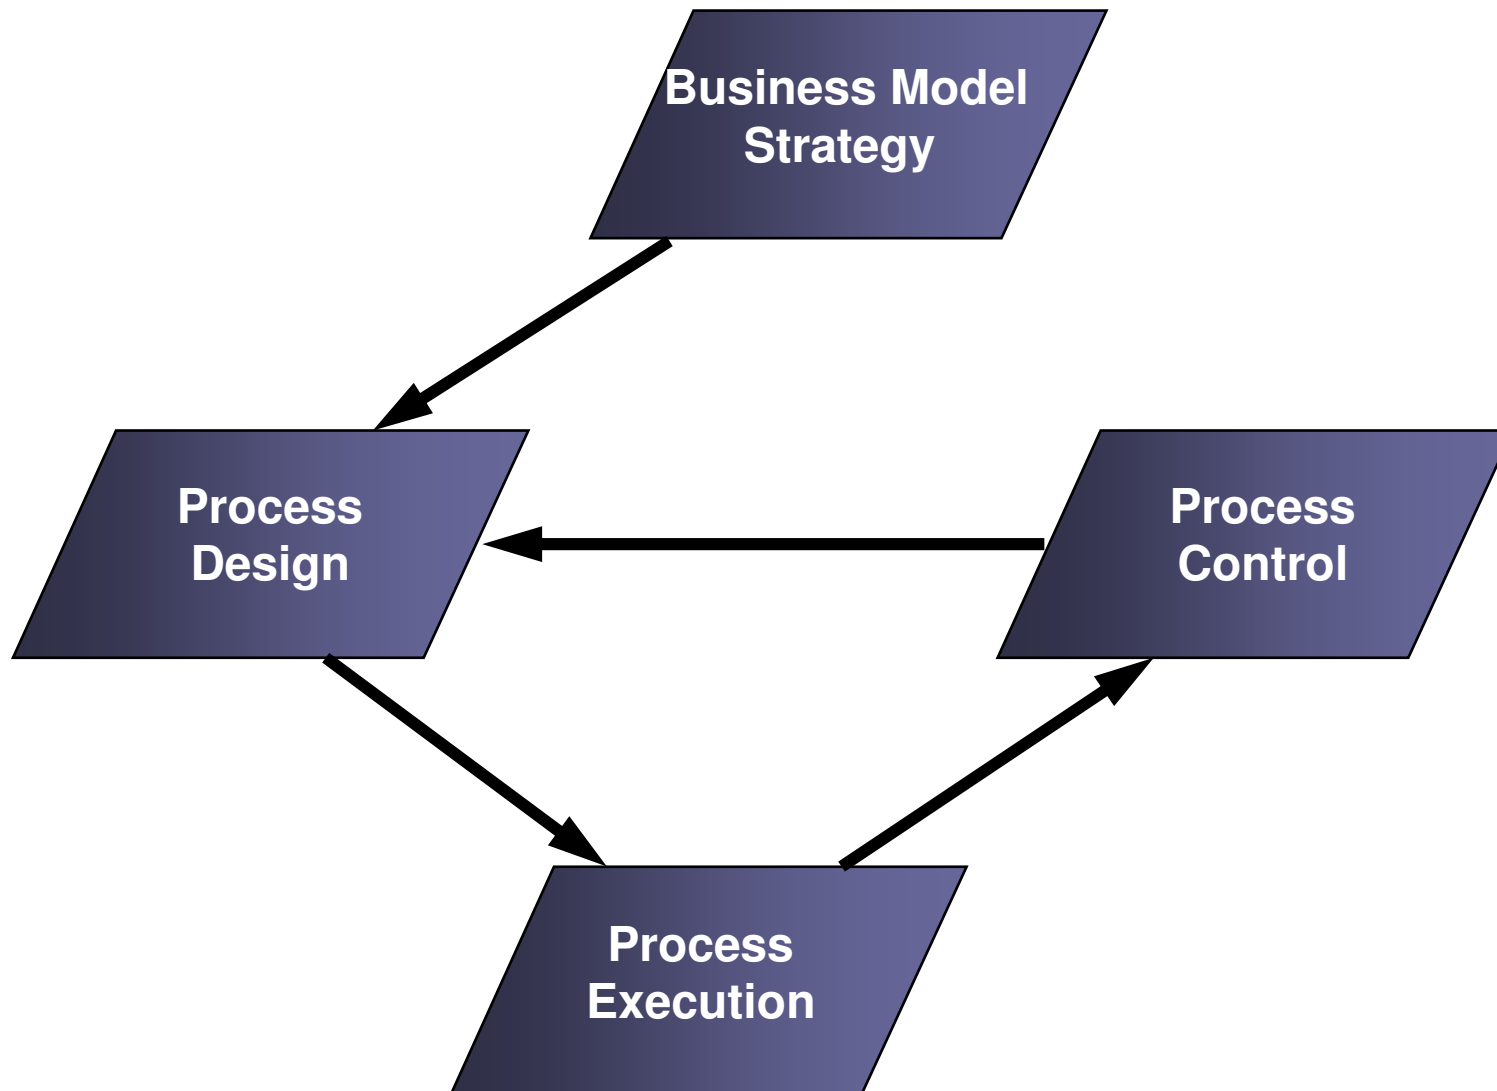 Business Model
Strategy
Process
Design
Process
Control
Process
Execution